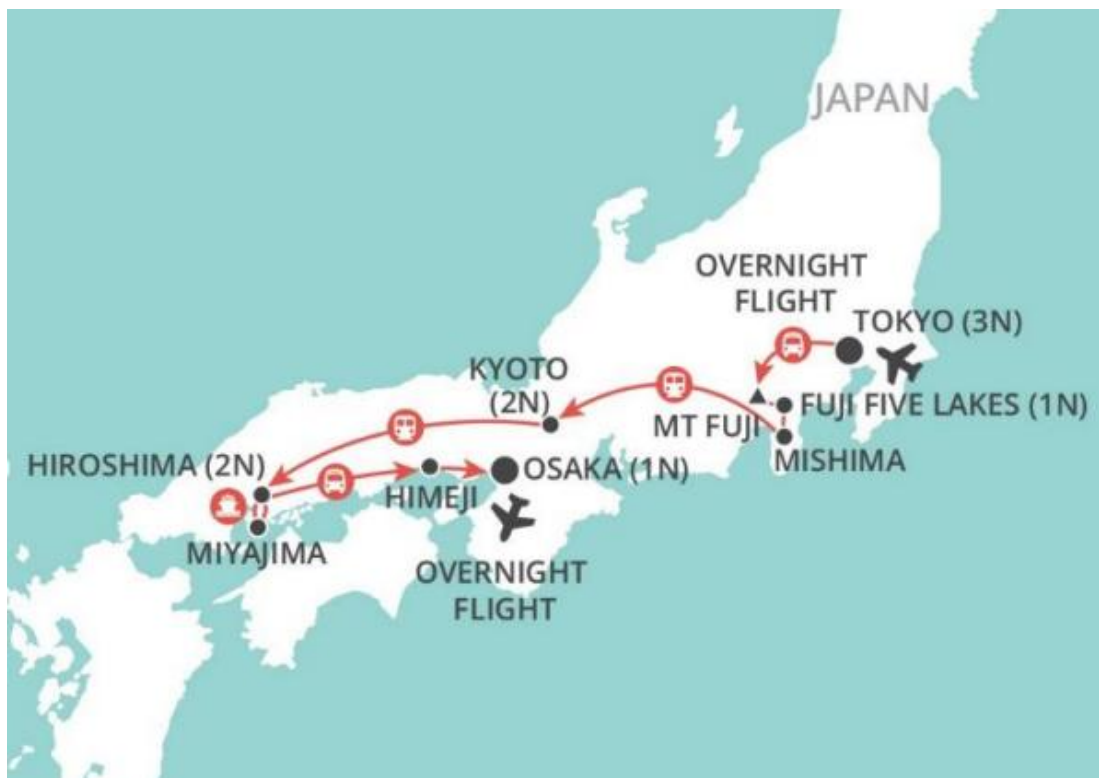 JAPAN
OVERNIGHT
FLIGHT
TOKYO (3N)
KYOTO
(2N)
MT FUJI
FUJI FIVE LAKES (1N)
MISHIMA
HIROSHIMA (2N)
HIMEJI
OSAKA (1N)
MIYAJIMA
OVERNIGHT
FLIGHT